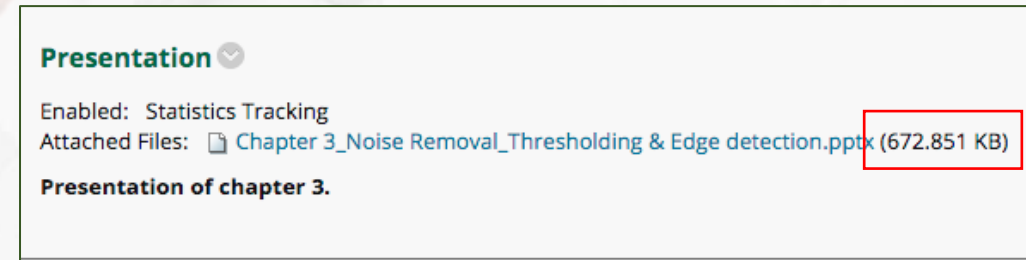 Presentation
Enabled: Statistics Tracking
Attached Files: Chapter 3_Noise Removal_Thresholding & Edge detection.pptx (672.851 KB)
Presentation of chapter 3.